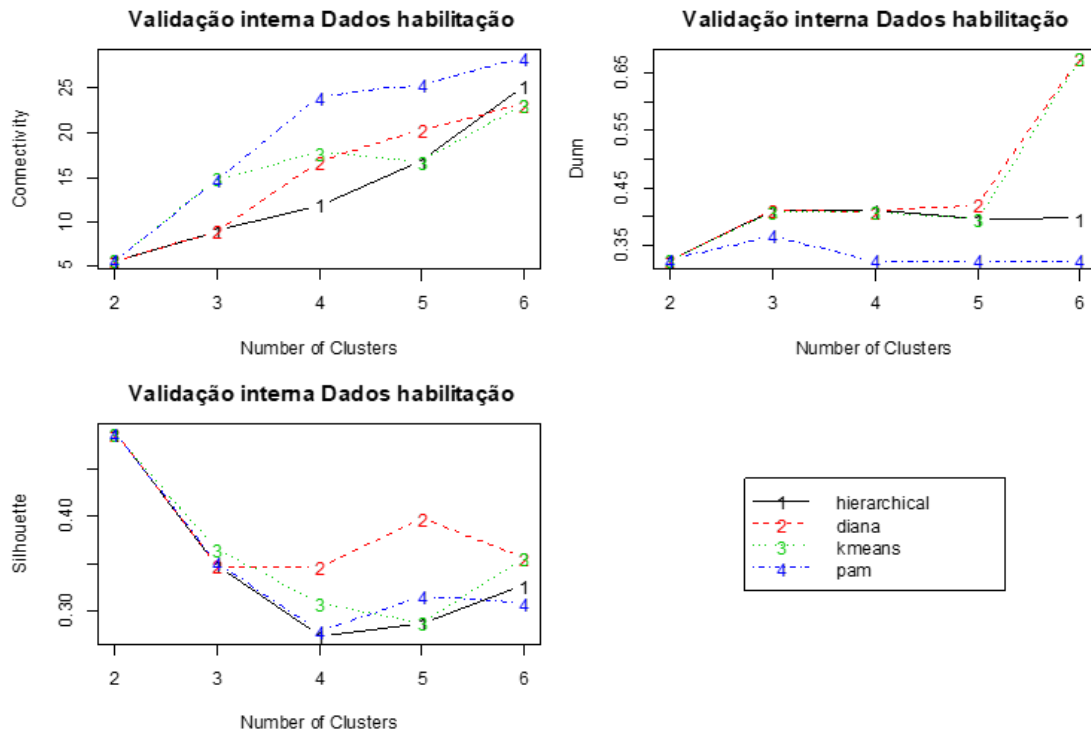 Validação interna Dados habilitação
Connectivity
25
20
15
10
5
2 3 4 5 6
Number of Clusters
Validação interna Dados habilitação
Dunn
0.65
0.55
0.45
0.35
2 3 4 5 6
Number of Clusters
Validação interna Dados habilitação
Silhouette
0.40
0.30
2 3 4 5 6
Number of Clusters
1 hierarchical
2 diana
3 kmeans
4 pam